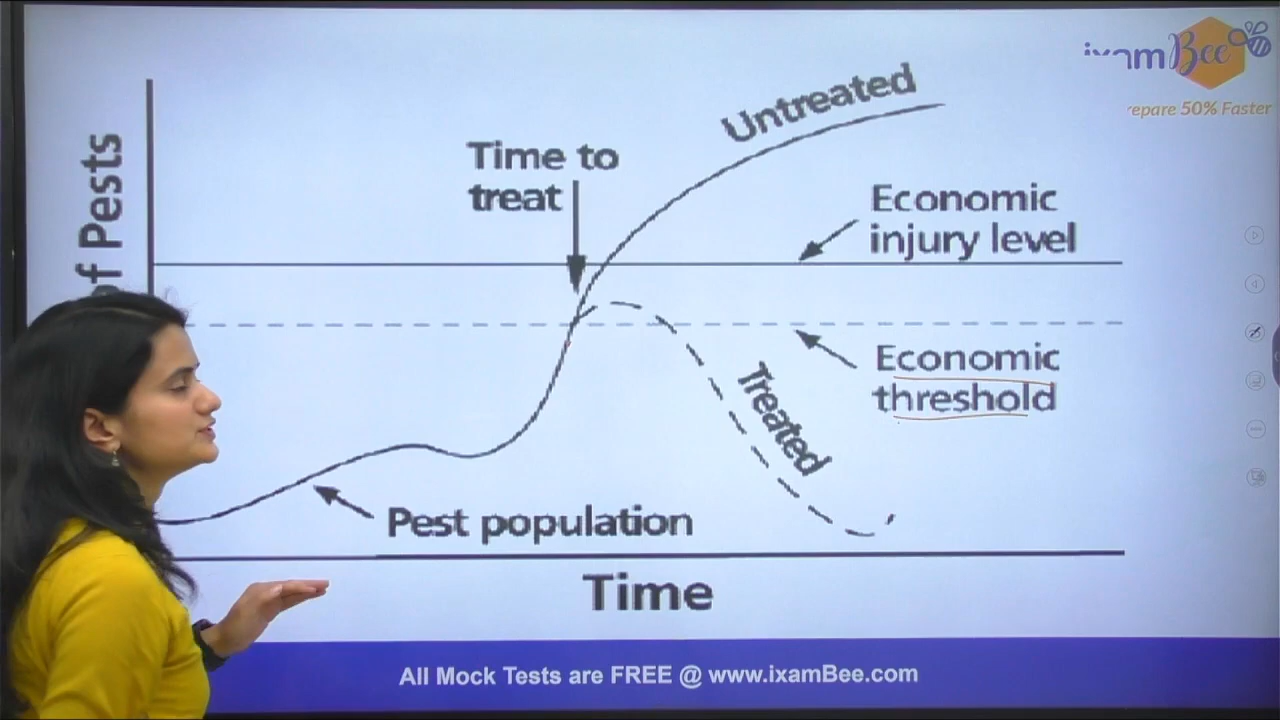 ixamBee
repare 50% Faster
Untreated
Time to
treat
Economic
injury level
of Pests
Economic
threshold
Treated
Pest population
Time
All Mock Tests are FREE @ www.ixamBee.com